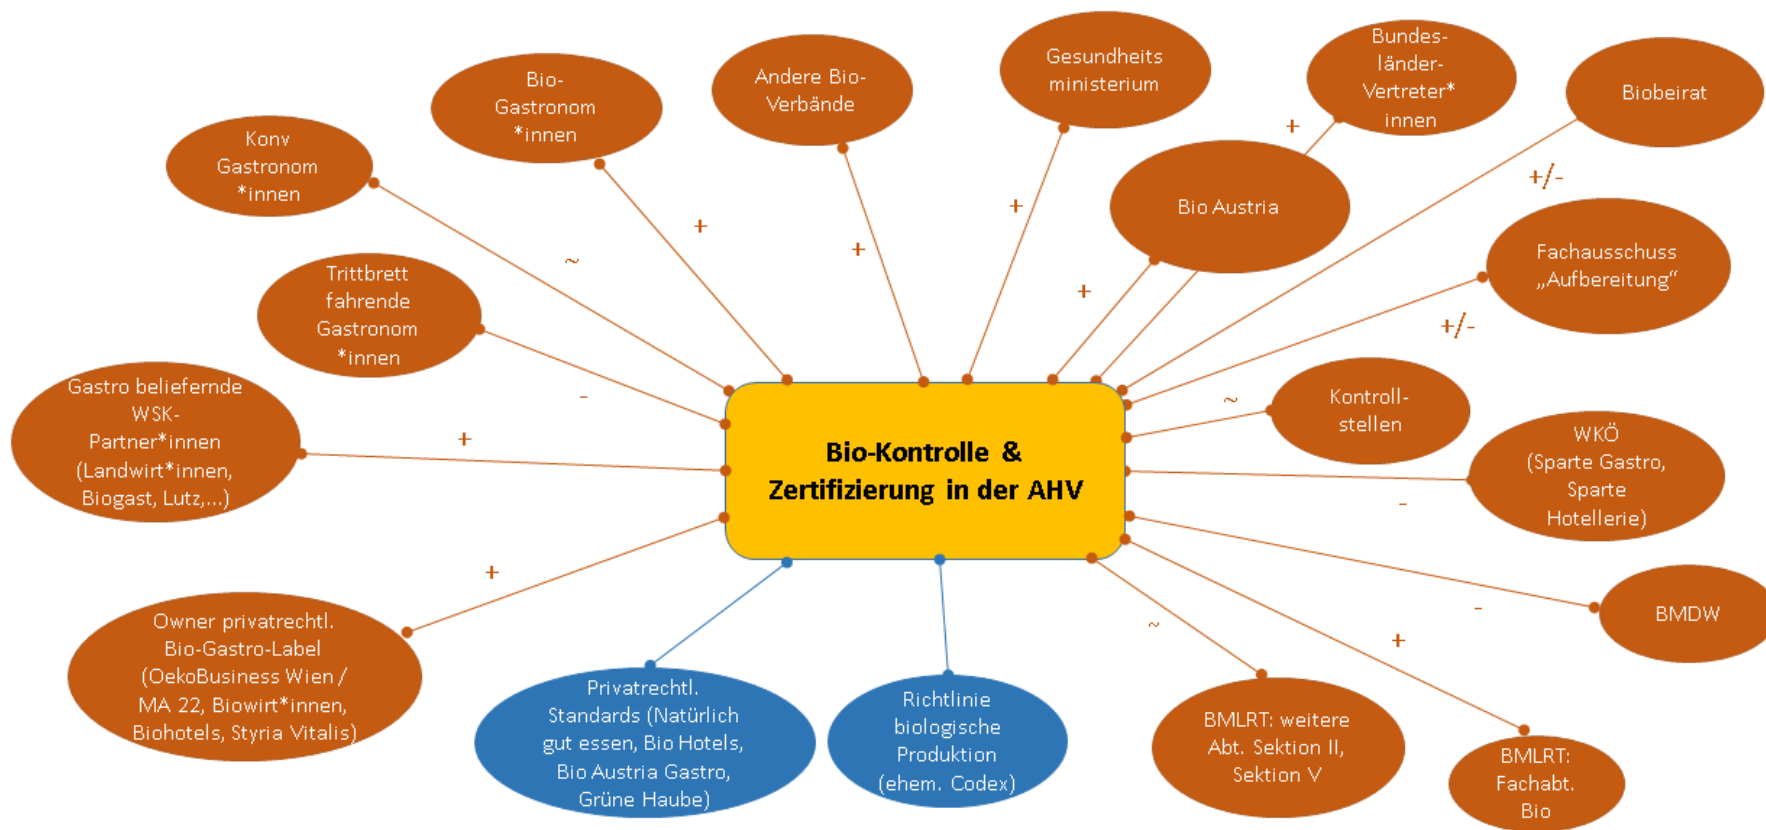 Bundes-
länder-
Vertreter*
innen
Gesundheits
ministerium
Bio-
Gastronom
*innen
Andere Bio-
Verbände
Biobeirat
Konv
Gastronom
*innen
Bio Austria
+
+/-
+
+
+
~
+
Trittbrett
fahrende
Gastronom
*innen
Fachausschuss
„Aufbereitung“
+/-
Gastro beliefernde
WSK-
Partner*innen
(Landwirt*innen,
Biogast, Lutz,...)
-
+
~
Kontroll-
stellen
Bio-Kontrolle &
Zertifizierung in der AHV
WKÖ
(Sparte Gastro,
Sparte
Hotellerie)
-
+
-
BMDW
~
+
Owner privatrechtl.
Bio-Gastro-Label
(OekoBusiness Wien /
MA 22, Biowirt*innen,
Biohotels, Styria Vitalis)
Privatrechtl.
Standards (Natürlich
gut essen, Bio Hotels,
Bio Austria Gastro,
Grüne Haube)
Richtlinie
biologische
Produktion
(ehem. Codex)
BMLRT: weitere
Abt. Sektion II,
Sektion V
BMLRT:
Fachabt.
Bio